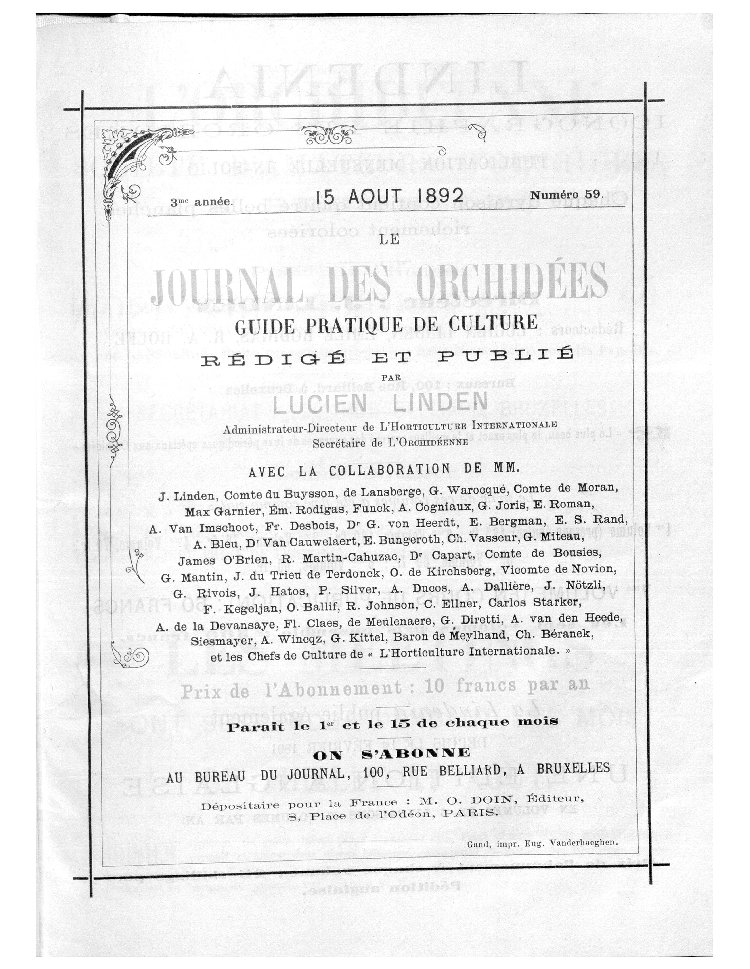 3me année.
15 AOUT 1892
Numéro 59.
LE
JOURNAL DES ORCHIDÉES
GUIDE PRATIQUE DE CULTURE
RÉDIGÉ ET PUBLIÉ
PAR
LUCIEN LINDEN
Administrateur-Directeur de L'HORTICULTURE INTERNATIONALE
Secrétaire de L'ORCHIDÉENNE
AVEC LA COLLABORATION DE MM.
J. Linden, Comte du Buysson, de Lansberge, G. Warocqué, Comte de Moran,
Max Garnier, Ém. Rodigas, Funck, A. Cogniaux, G. Joris, E. Roman,
A. Van Imschoot, Fr. Desbois, Dr G. von Heerdt, E. Bergman, E. S. Rand,
A. Bleu, Dr Van Cauwelaert, E. Bungeroth, Ch. Vasseur, G. Miteau,
James O'Brien, R. Martin-Cahuzac, Dr Capart, Comte de Bousies,
G. Mantin, J. du Trieu de Terdonck, O. de Kirchsberg, Vicomte de Novion,
G. Rivois, J. Hatos, P. Silver, A. Ducos, A. Dallière, J. Nötzli,
F. Kegeljan, O. Ballif, R. Johnson, C. Ellner, Carlos Starker,
A. de la Devansaye, Fl. Claes, de Meulenaere, G. Diretti, A. van den Heede,
Siesmayer, A. Wincqz, G. Kittel, Baron de Meylhand, Ch. Béranek,
et les Chefs de Culture de « L'Horticulture Internationale. »
Prix de l'Abonnement : 10 francs par an
Paraît le 1er et le 15 de chaque mois
ON S'ABONNE
AU BUREAU DU JOURNAL, 100, RUE BELLIARD, A BRUXELLES
Dépositaire pour la France : M. O. DOIN, Éditeur,
8, Place de l'Odéon, PARIS.
Gand, impr. Eug. Vanderhaeghen.